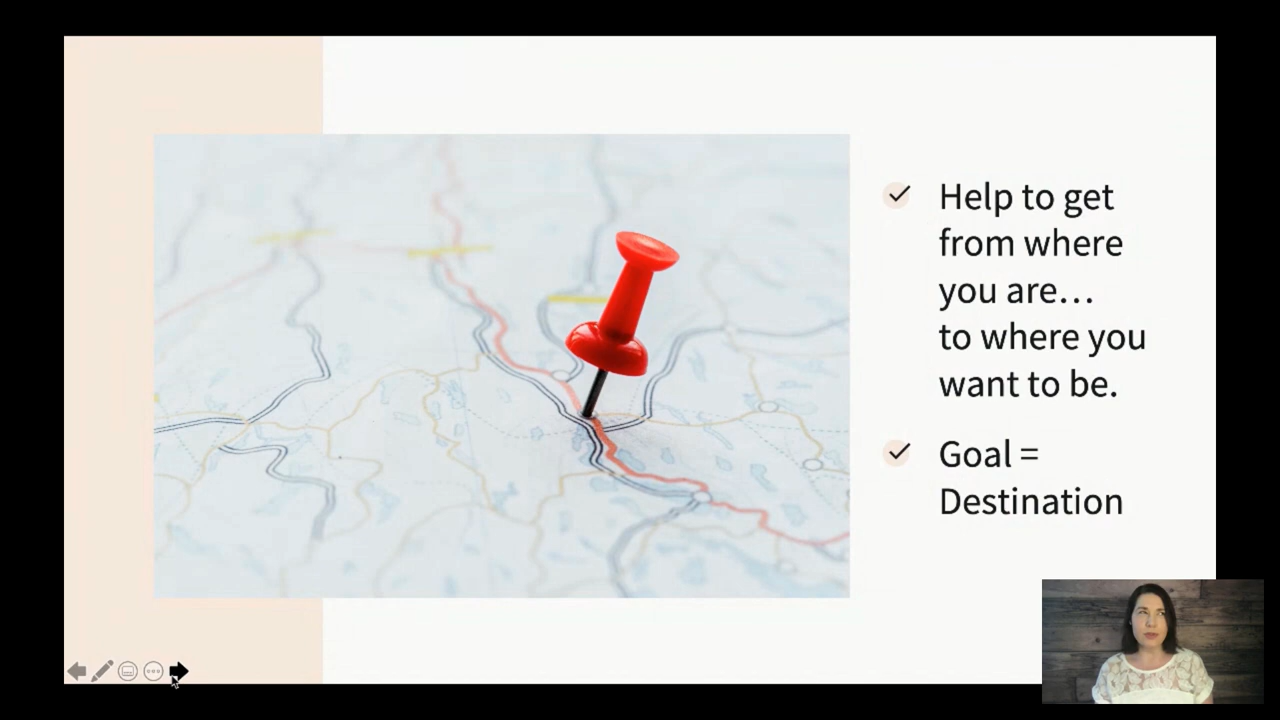 Help to get
from where
you are…
to where you
want to be.
Goal =
Destination